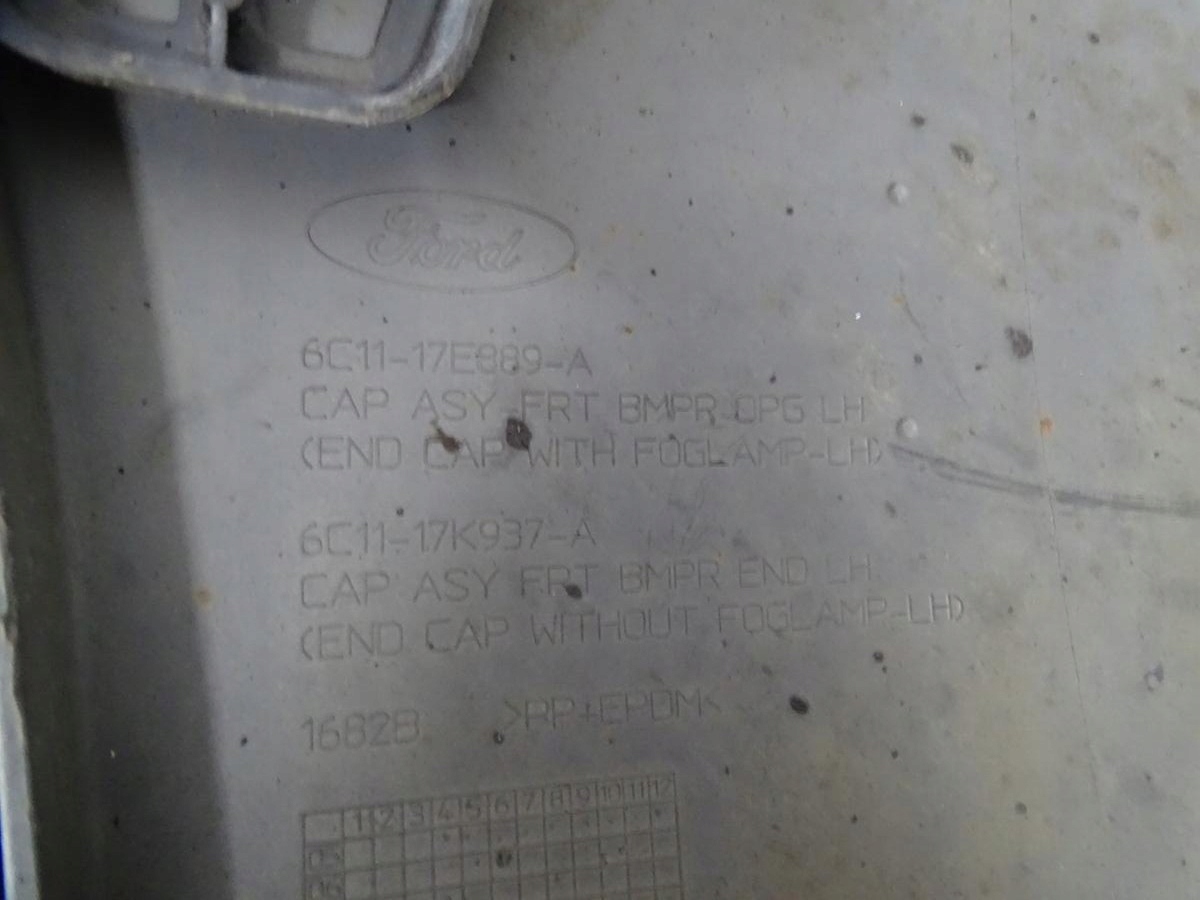 Ford
6C11-17E889-A
CAP ASY FRT BMPR OPG LH
(END CAP WITH FOGLAMP-LH)
6C11-17K937-A
CAP ASY FRT BMPR END LH
(END CAP WITHOUT FOGLAMP-LH)
1682B >PP+EPDM<
1 2 3 4 5 6 7 8 9 10 11 12
05
06